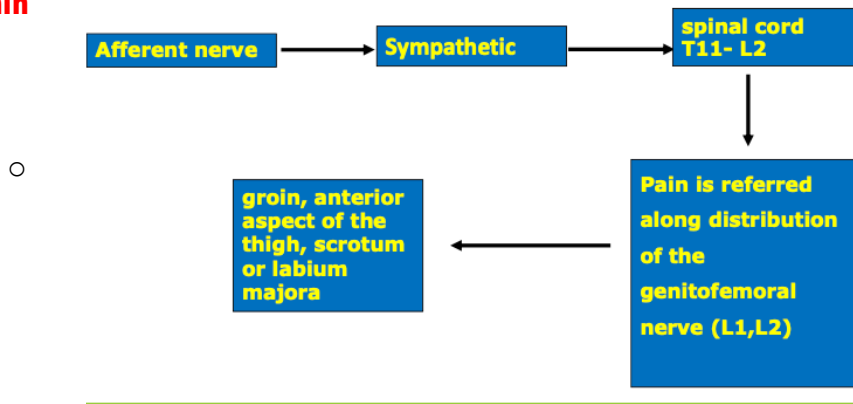 Afferent nerve
Sympathetic
spinal cord
T11- L2
Pain is referred
along distribution
of the
genitofemoral
nerve (L1,L2)
groin, anterior
aspect of the
thigh, scrotum
or labium
majora